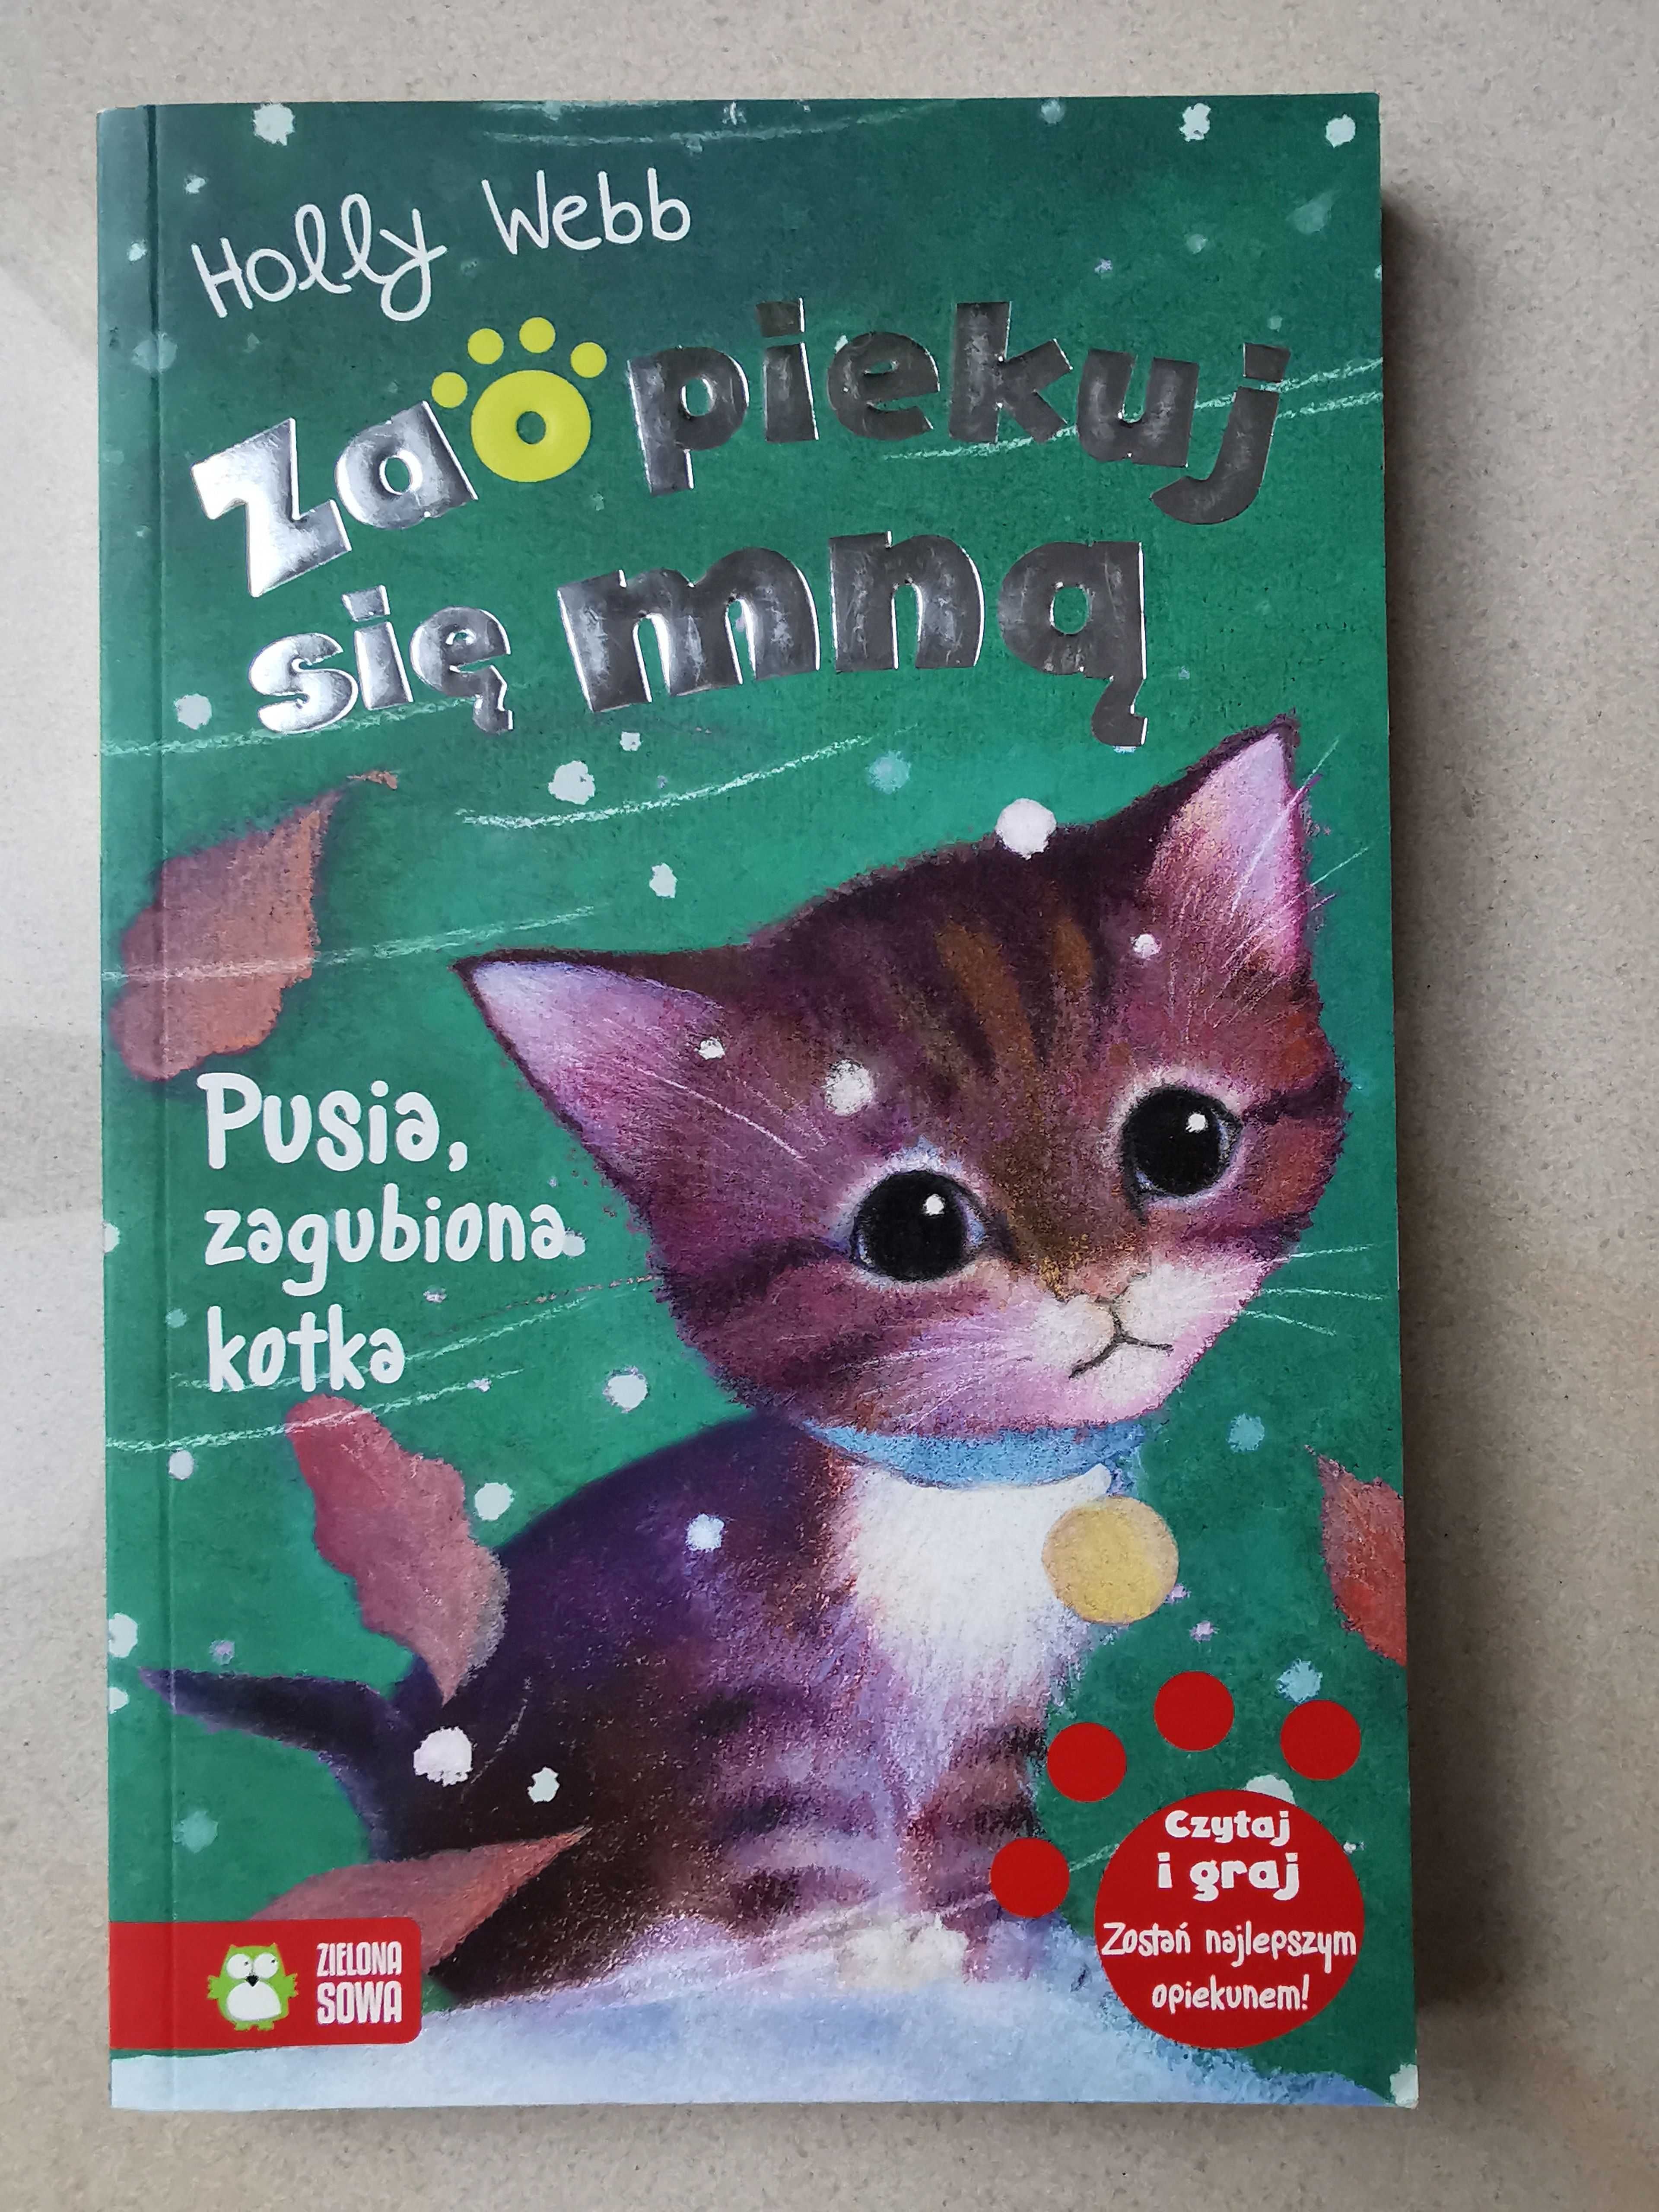 Holly Webb
Zaopiekuj
się mną
Pusia,
zagubiona
kotka
Czytaj
i graj
Zostań najlepszym
opiekunem!
ZIELONA
SOWA